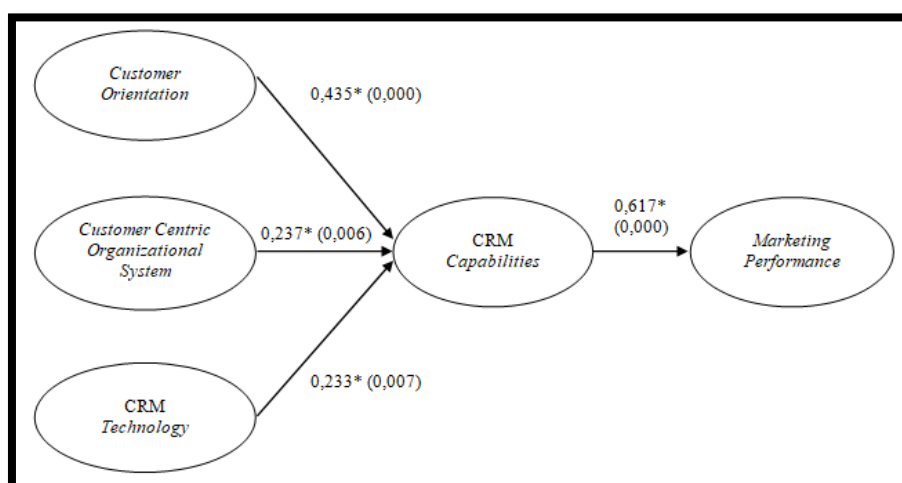 Customer
Orientation
0,435* (0,000)
Customer Centric
Organizational
System
0,237* (0,006)
CRM
Capabilities
0,617*
(0,000)
Marketing
Performance
CRM
Technology
0,233* (0,007)